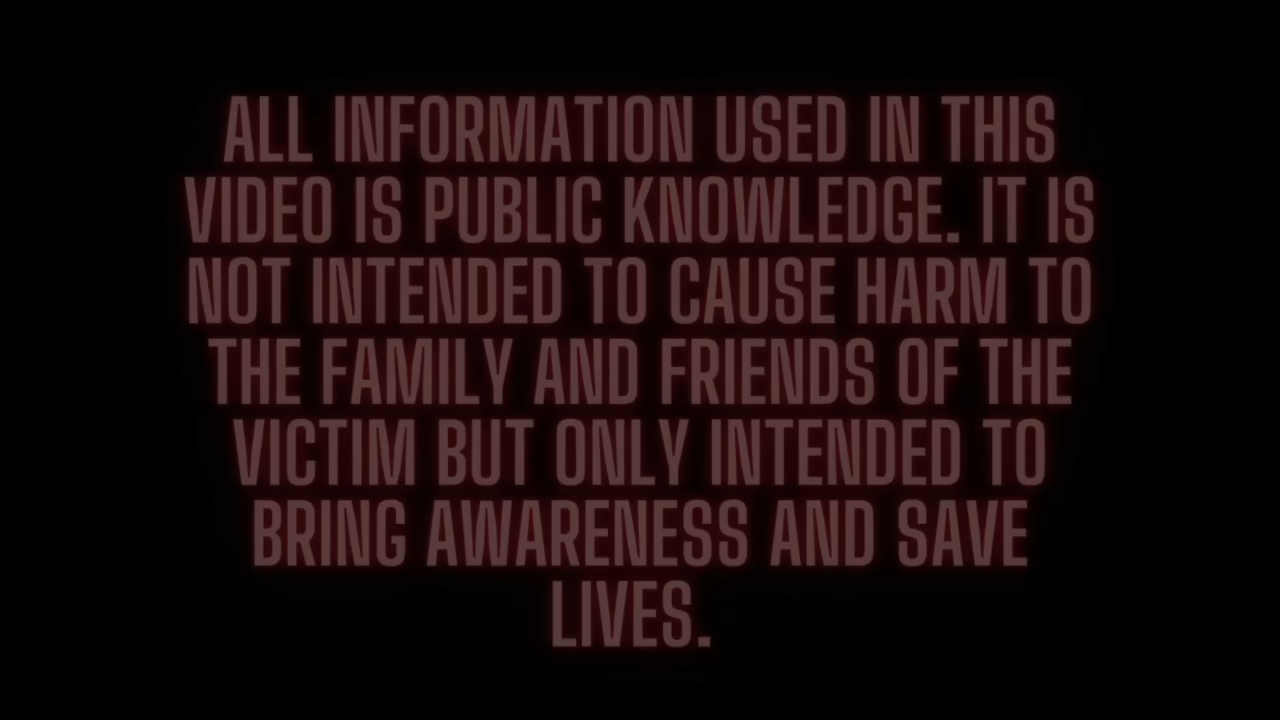 ALL INFORMATION USED IN THIS
VIDEO IS PUBLIC KNOWLEDGE. IT IS
NOT INTENDED TO CAUSE HARM TO
THE FAMILY AND FRIENDS OF THE
VICTIM BUT ONLY INTENDED TO
BRING AWARENESS AND SAVE
LIVES.